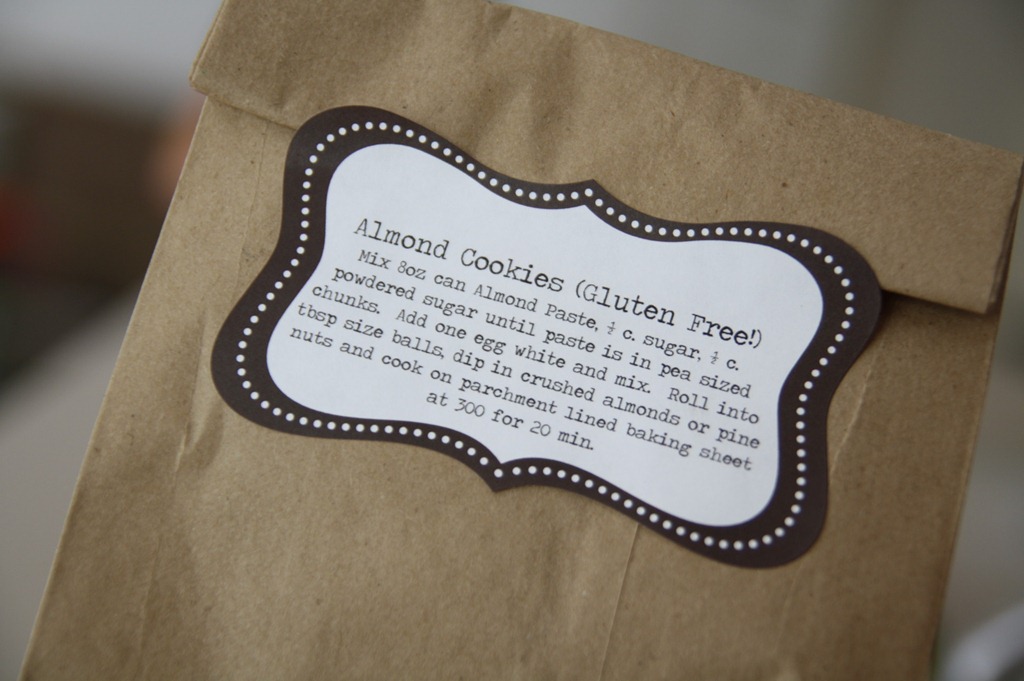 Almond Cookies (Gluten Free!)
Mix 8oz can Almond Paste, ½ c. sugar, ½ c.
powdered sugar until paste is in pea sized
chunks. Add one egg white and mix. Roll into
tbsp size balls, dip in crushed almonds or pine
nuts and cook on parchment lined baking sheet
at 300 for 20 min.